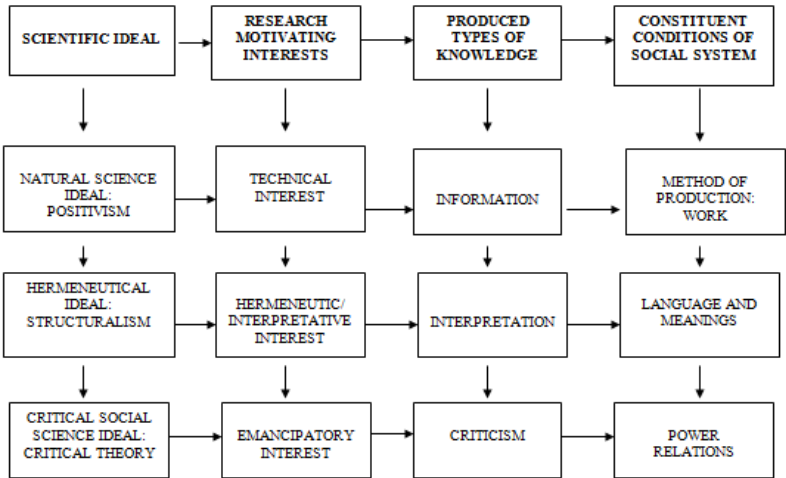 SCIENTIFIC IDEAL
RESEARCH
MOTIVATING
INTERESTS
PRODUCED
TYPES OF
KNOWLEDGE
CONSTITUENT
CONDITIONS OF
SOCIAL SYSTEM
NATURAL SCIENCE
IDEAL:
POSITIVISM
TECHNICAL
INTEREST
INFORMATION
METHOD OF
PRODUCTION:
WORK
HERMENEUTICAL
IDEAL:
STRUCTURALISM
HERMENEUTIC/
INTERPRETATIVE
INTEREST
INTERPRETATION
LANGUAGE AND
MEANINGS
CRITICAL SOCIAL
SCIENCE IDEAL:
CRITICAL THEORY
EMANCIPATORY
INTEREST
CRITICISM
POWER
RELATIONS